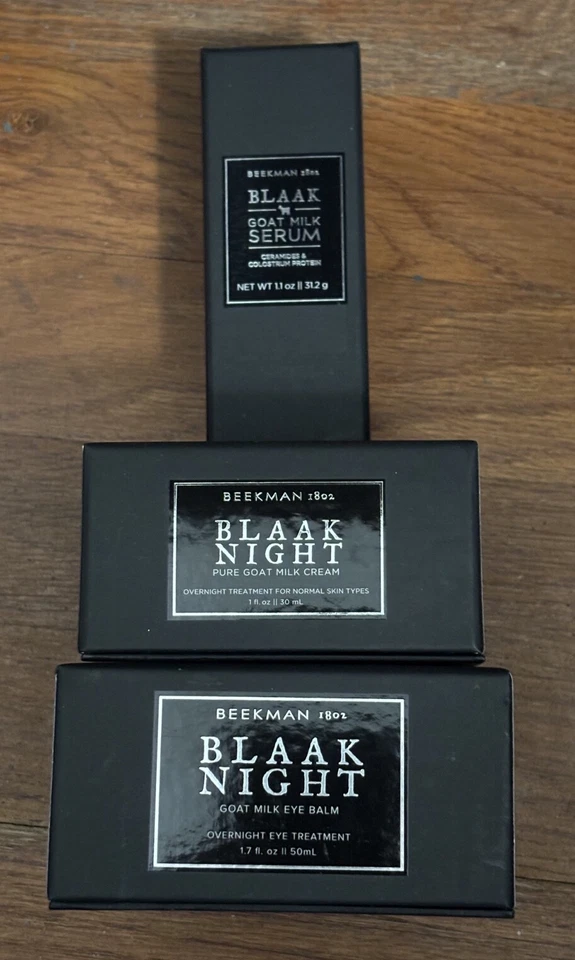 BEEKMAN 1802
BLAAK
GOAT MILK
SERUM
CERAMIDES &
COLOSTRUM PROTEIN
NET WT 1.1 oz || 31.2 g
BEEKMAN 1802
BLAAK
NIGHT
PURE GOAT MILK CREAM
OVERNIGHT TREATMENT FOR NORMAL SKIN TYPES
1 fl. oz || 30 mL
BEEKMAN 1802
BLAAK
NIGHT
GOAT MILK EYE BALM
OVERNIGHT EYE TREATMENT
1.7 fl. oz || 50mL